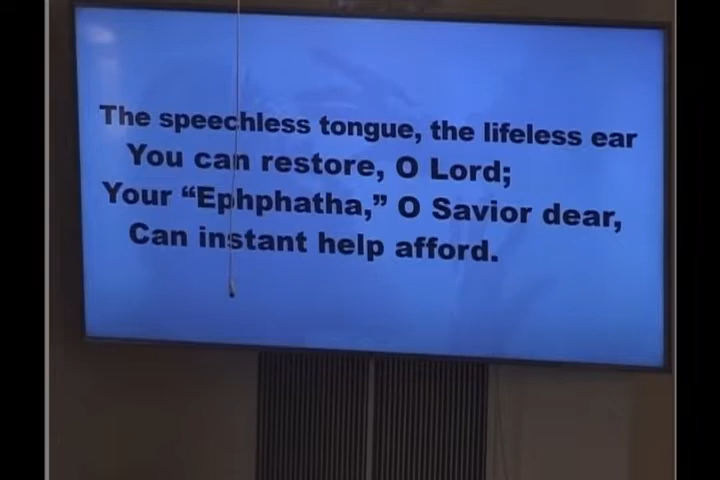 The speechless tongue, the lifeless ear
You can restore, O Lord;
Your “Ephphatha,” O Savior dear,
Can instant help afford.